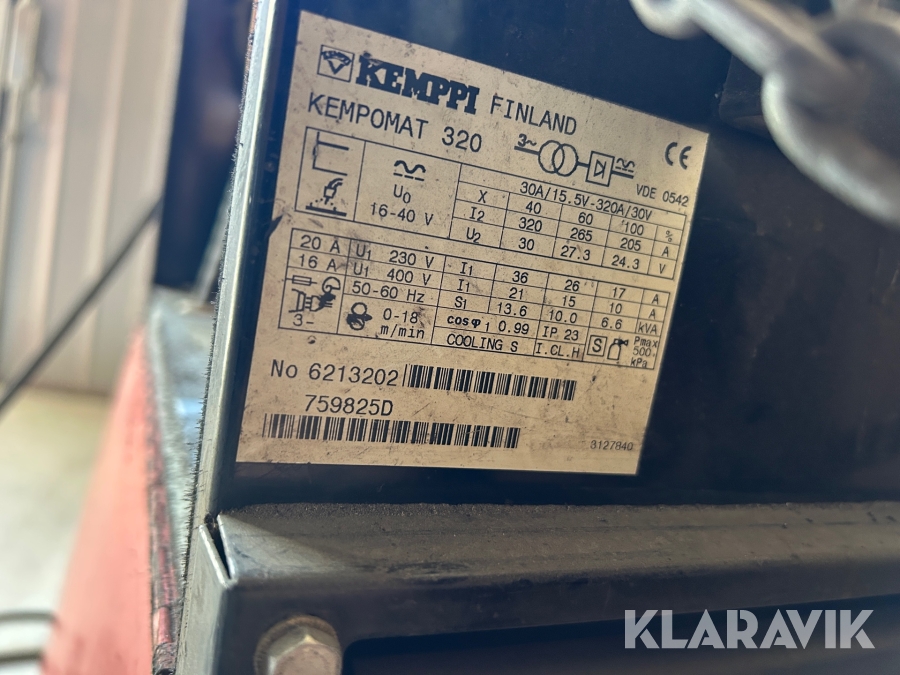 KEMPPI FINLAND
KEMPOMAT 320
3~
CE
VDE 0542
U0
16-40 V
30A/15.5V-320A/30V
X 40 60 100 %
I2 320 265 205 A
U2 30 27.3 24.3 V
20 A U1 230 V I1 36 26 17 A
16 A U1 400 V I1 21 15 10 A
50-60 Hz S1 13.6 10.0 6.6 kVA
3~ 0-18 m/min cosφ1 0.99 IP 23 S Pmax 500 kPa
COOLING S I.CL.H
No 6213202
759825D
3127840
KLARAVIK